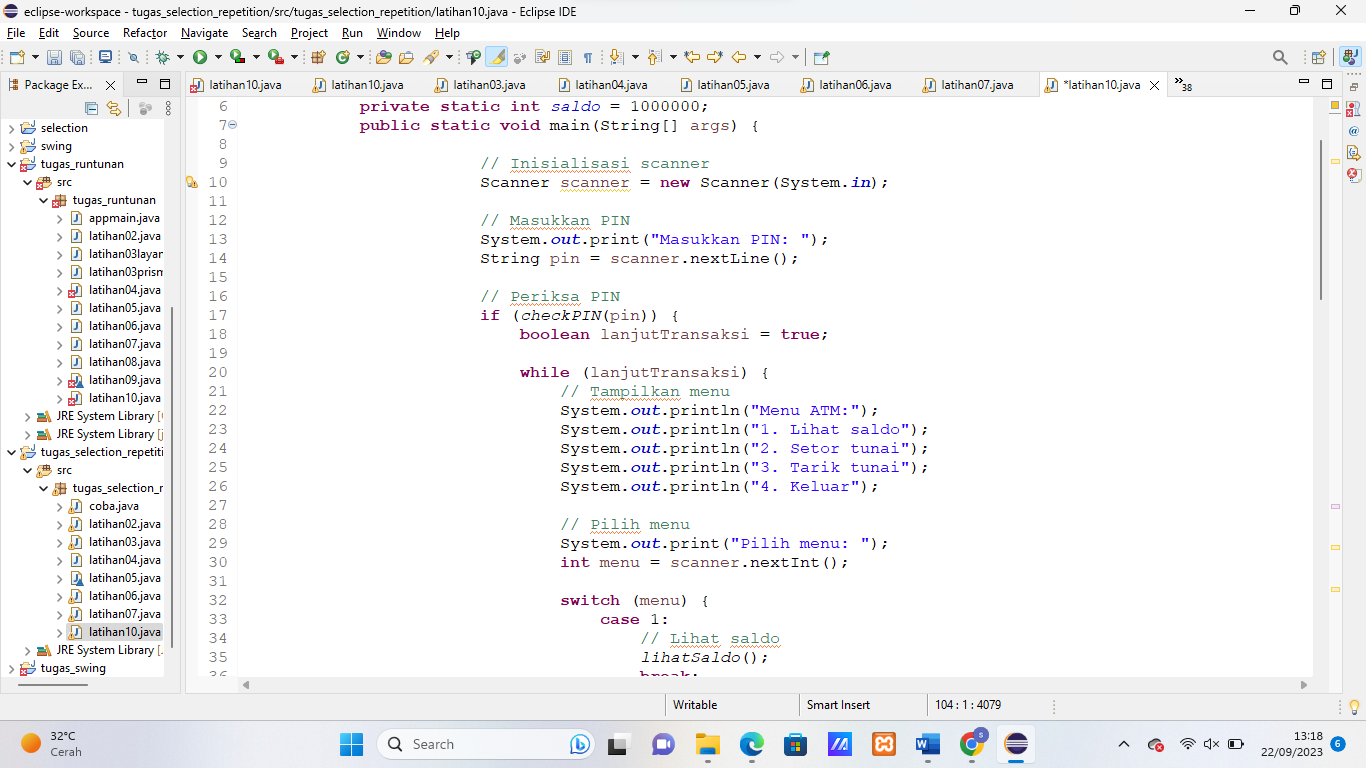 eclipse-workspace - tugas_selection_repetition/src/tugas_selection_repetition/latihan10.java - Eclipse IDE
File Edit Source Refactor Navigate Search Project Run Window Help
Package Ex...
latihan10.java latihan10.java latihan03.java latihan04.java latihan05.java latihan06.java latihan07.java *latihan10.java »38
selection
swing
tugas_runtunan
src
tugas_runtunan
appmain.java
latihan02.java
latihan03layar
latihan03prism
latihan04.java
latihan05.java
latihan06.java
latihan07.java
latihan08.java
latihan09.java
latihan10.java
JRE System Library
JRE System Library [j
tugas_selection_repetiti
src
tugas_selection_r
coba.java
latihan02.java
latihan03.java
latihan04.java
latihan05.java
latihan06.java
latihan07.java
latihan10.java
JRE System Library [.
tugas_swing
6 private static int saldo = 1000000;
7 public static void main(String[] args) {
8
9 // Inisialisasi scanner
10 Scanner scanner = new Scanner(System.in);
11
12 // Masukkan PIN
13 System.out.print("Masukkan PIN: ");
14 String pin = scanner.nextLine();
15
16 // Periksa PIN
17 if (checkPIN(pin)) {
18 boolean lanjutTransaksi = true;
19
20 while (lanjutTransaksi) {
21 // Tampilkan menu
22 System.out.println("Menu ATM:");
23 System.out.println("1. Lihat saldo");
24 System.out.println("2. Setor tunai");
25 System.out.println("3. Tarik tunai");
26 System.out.println("4. Keluar");
27
28 // Pilih menu
29 System.out.print("Pilih menu: ");
30 int menu = scanner.nextInt();
31
32 switch (menu) {
33 case 1:
34 // Lihat saldo
35 lihatSaldo();
36 break;
Writable Smart Insert 104 : 1 : 4079
32°C
Cerah
Search
13:18
22/09/2023
6